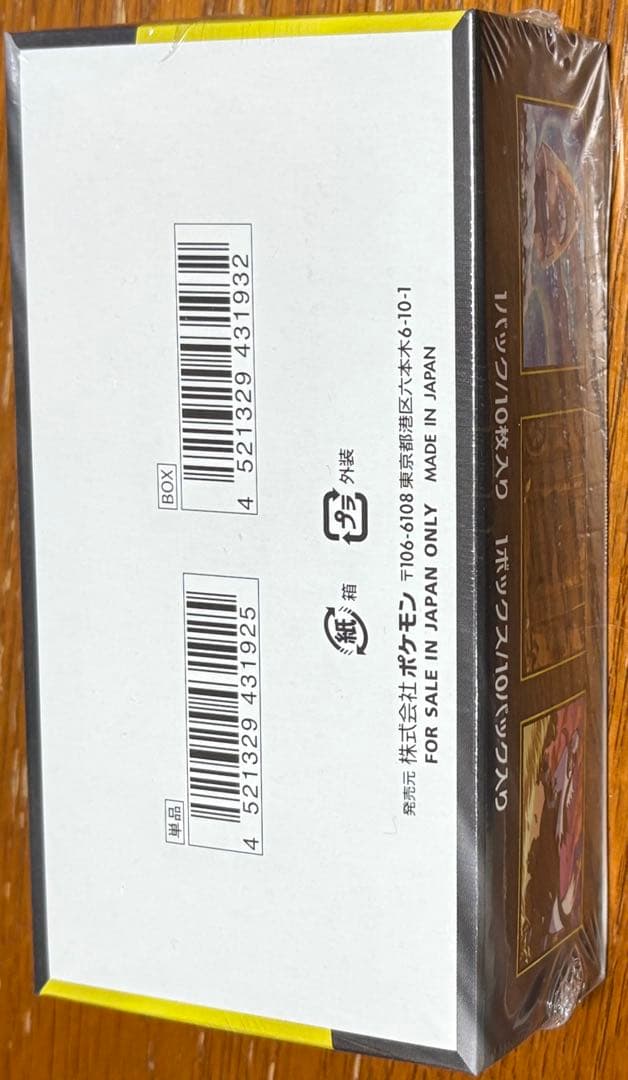 単品
4 521329 431925
BOX
4 521329 431932
紙 箱
プラ 外装
発売元 株式会社 ポケモン 〒106-6108 東京都港区六本木6-10-1
FOR SALE IN JAPAN ONLY MADE IN JAPAN
1パック/10枚入り 1ボックス/10パック入り